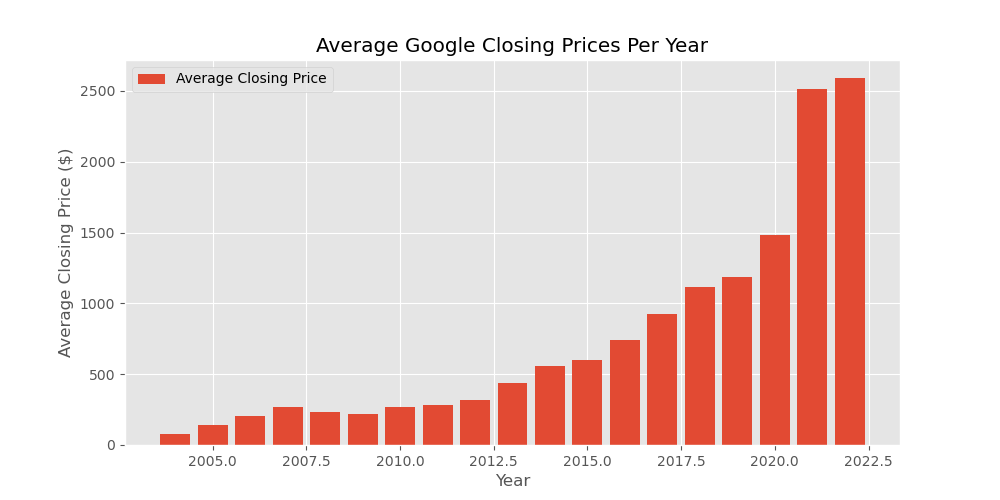 Average Google Closing Prices Per Year
Average Closing Price
2500
2000
1500
1000
500
0
Average Closing Price ($)
2005.0 2007.5 2010.0 2012.5 2015.0 2017.5 2020.0 2022.5
Year